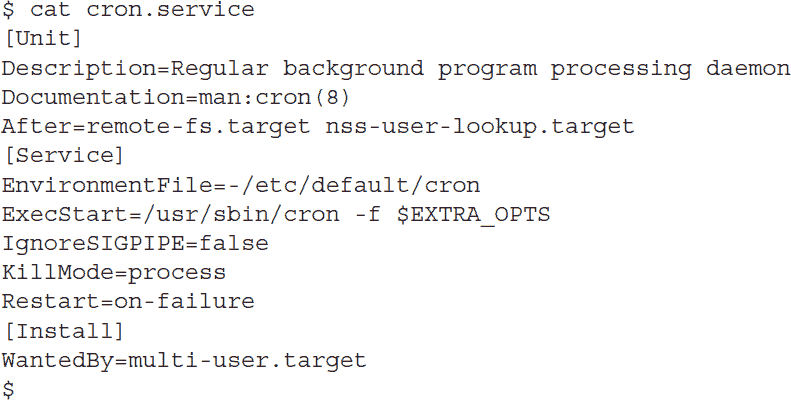 $ cat cron.service
[Unit]
Description=Regular background program processing daemon
Documentation=man:cron(8)
After=remote-fs.target nss-user-lookup.target
[Service]
EnvironmentFile=-/etc/default/cron
ExecStart=/usr/sbin/cron -f $EXTRA_OPTS
IgnoreSIGPIPE=false
KillMode=process
Restart=on-failure
[Install]
WantedBy=multi-user.target
$